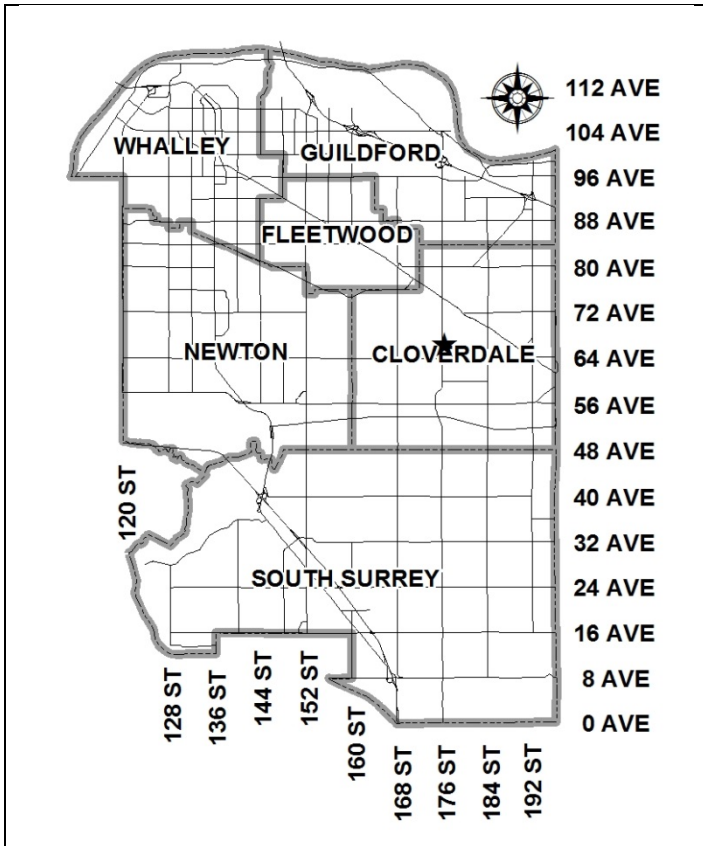 112 AVE
104 AVE
WHALLEY
GUILDFORD
96 AVE
88 AVE
FLEETWOOD
80 AVE
72 AVE
NEWTON
CLOVERDALE
64 AVE
56 AVE
48 AVE
120 ST
40 AVE
32 AVE
SOUTH SURREY
24 AVE
16 AVE
128 ST
136 ST
144 ST
152 ST
160 ST
8 AVE
0 AVE
168 ST
176 ST
184 ST
192 ST